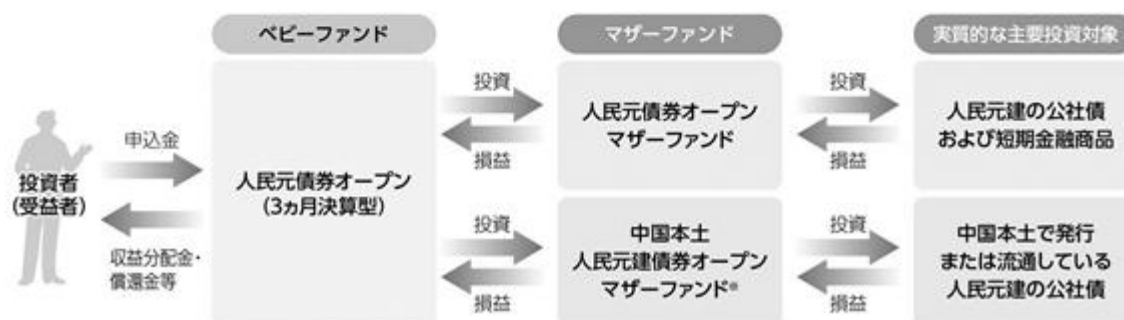 ベビーファンド
マザーファンド
実質的な主要投資対象
投資者
(受益者)
申込金
収益分配金・
償還金等
人民元債券オープン
(3ヵ月決算型)
投資
損益
人民元債券オープン
マザーファンド
投資
損益
人民元建の公社債
および短期金融商品
投資
損益
中国本土
人民元建債券オープン
マザーファンド※
投資
損益
中国本土で発行
または流通している
人民元建の公社債